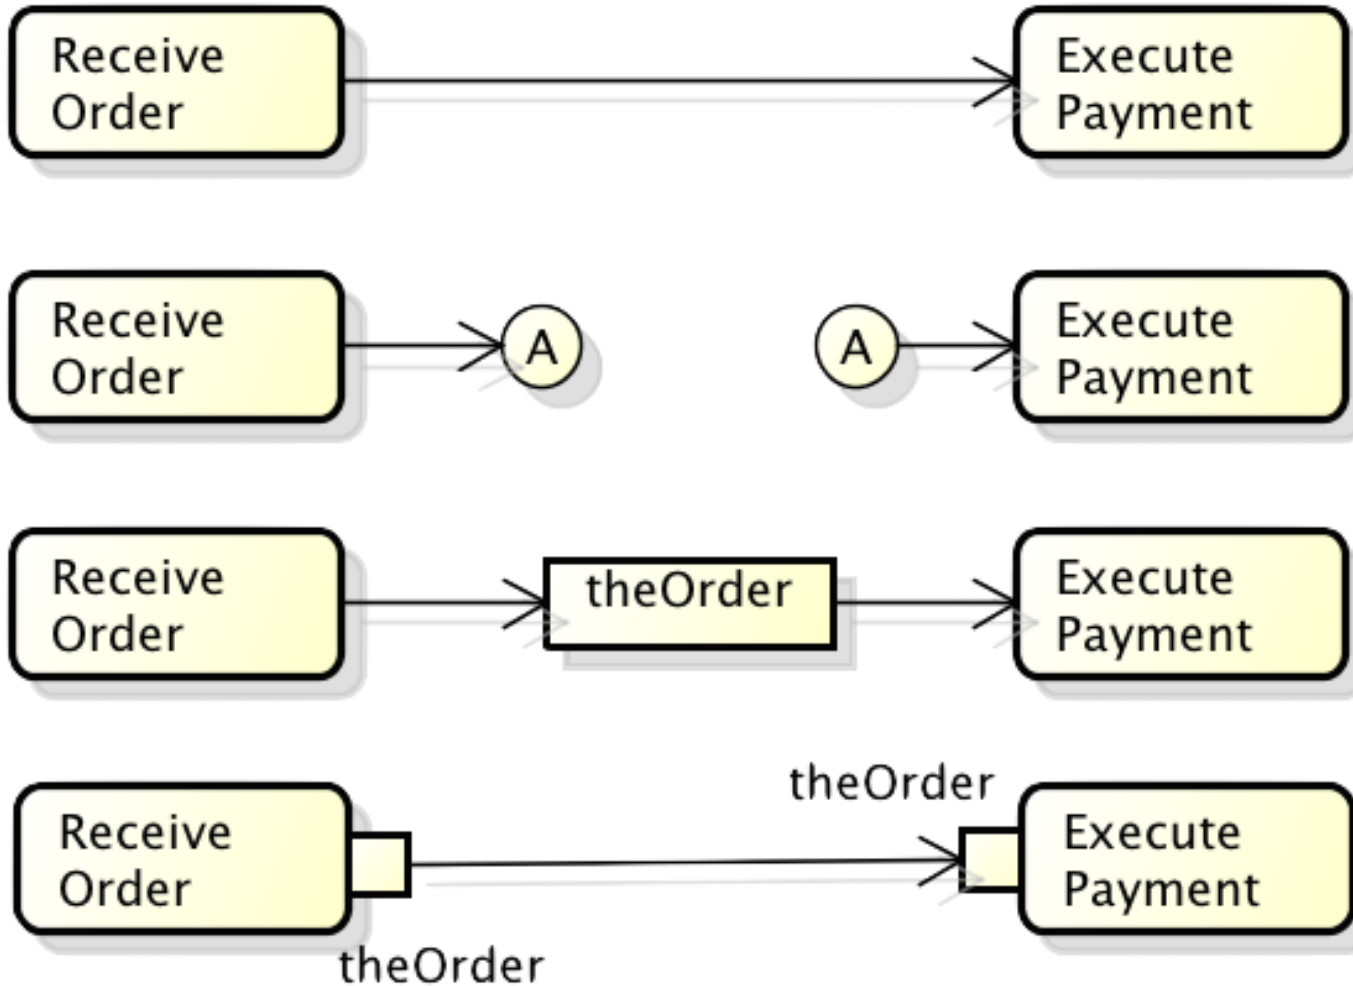 Receive
Order
Execute
Payment
Receive
Order
A
A
Execute
Payment
Receive
Order
theOrder
Execute
Payment
Receive
Order
theOrder
theOrder
Execute
Payment